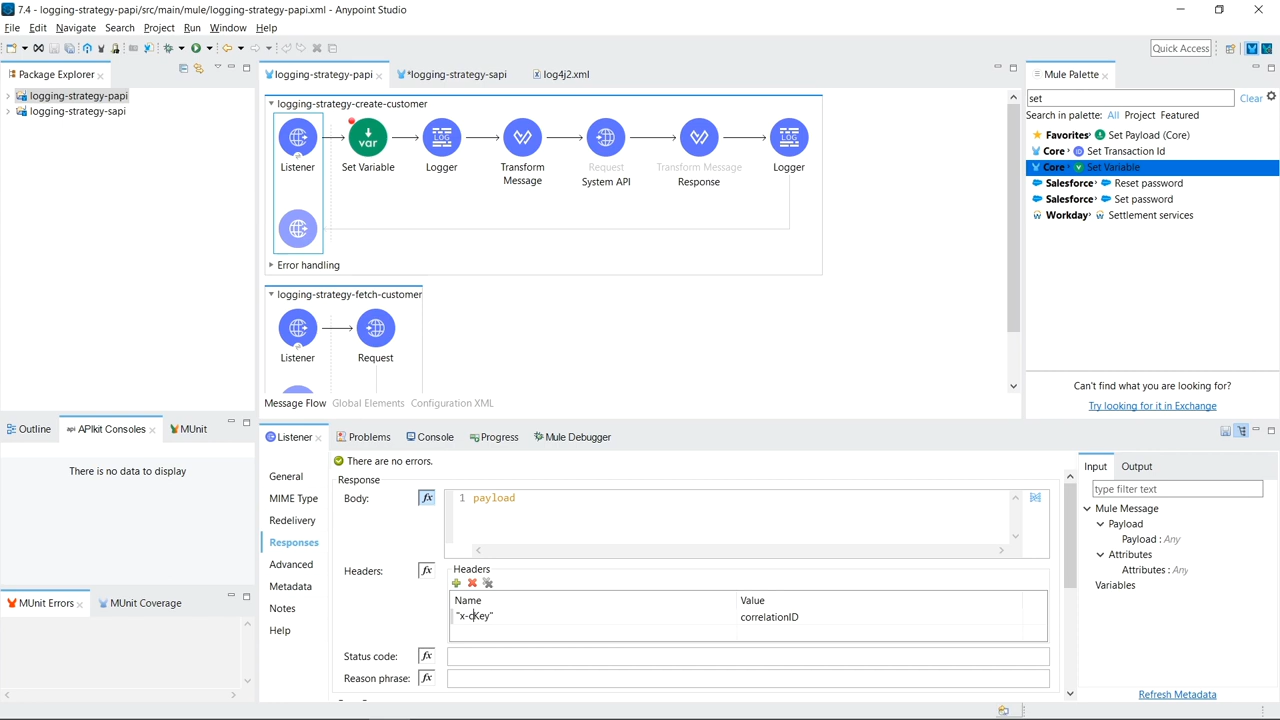 7.4 - logging-strategy-papi/src/main/mule/logging-strategy-papi.xml - Anypoint Studio
File Edit Navigate Search Project Run Window Help
Quick Access
Package Explorer
logging-strategy-papi
logging-strategy-sapi
logging-strategy-papi *logging-strategy-sapi log4j2.xml
logging-strategy-create-customer
Listener
var
Set Variable
LOG
Logger
Transform
Message
Request
System API
Transform Message
Response
LOG
Logger
Error handling
logging-strategy-fetch-customer
Listener
Request
Message Flow Global Elements Configuration XML
Mule Palette
set
Clear
Search in palette: All Project Featured
Favorites Set Payload (Core)
Core Set Transaction Id
Core Set Variable
Salesforce Reset password
Salesforce Set password
Workday Settlement services
Can't find what you are looking for?
Try looking for it in Exchange
Outline APIkit Consoles MUnit
There is no data to display
MUnit Errors MUnit Coverage
Listener Problems Console Progress Mule Debugger
There are no errors.
General
MIME Type
Redelivery
Responses
Advanced
Metadata
Notes
Help
Response
Body: fx 1 payload
Headers: fx Headers
Name Value
"x-cKey" correlationID
Status code: fx
Reason phrase: fx
Input Output
type filter text
Mule Message
Payload
Payload : Any
Attributes
Attributes : Any
Variables
Refresh Metadata